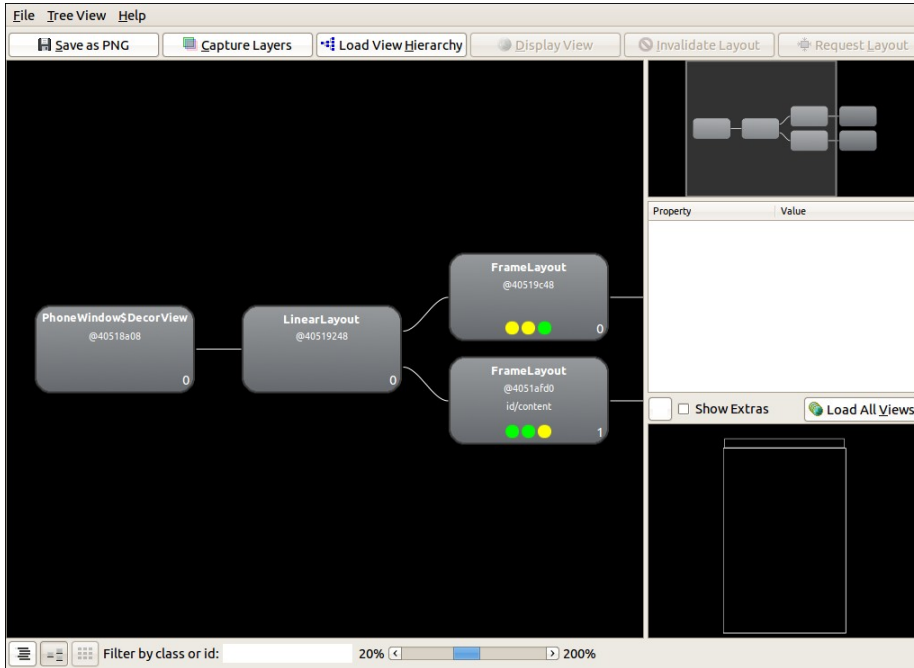 File Tree View Help
Save as PNG Capture Layers Load View Hierarchy Display View Invalidate Layout Request Layout
PhoneWindow$DecorView
@40518a08
0
LinearLayout
@40519248
0
FrameLayout
@40519c48
0
FrameLayout
@4051afd0
id/content
1
Property Value
Show Extras Load All Views
Filter by class or id: 20% 200%